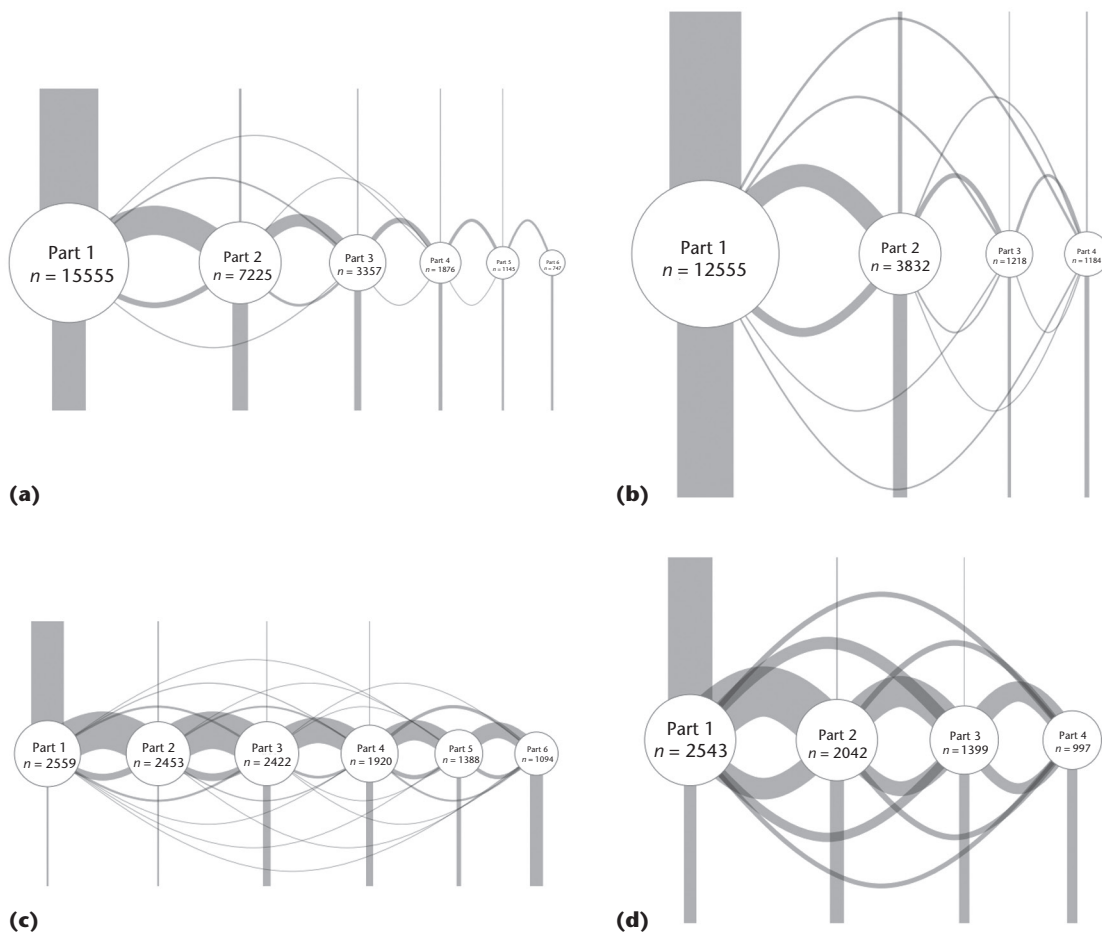 Part 1
n = 15555
Part 2
n = 7225
Part 3
n = 3357
Part 4
n = 1876
Part 5
n = 1145
Part 6
n = 747
(a)
Part 1
n = 12555
Part 2
n = 3832
Part 3
n = 1218
Part 4
n = 1184
(b)
Part 1
n = 2559
Part 2
n = 2453
Part 3
n = 2422
Part 4
n = 1920
Part 5
n = 1388
Part 6
n = 1094
(c)
Part 1
n = 2543
Part 2
n = 2042
Part 3
n = 1399
Part 4
n = 997
(d)